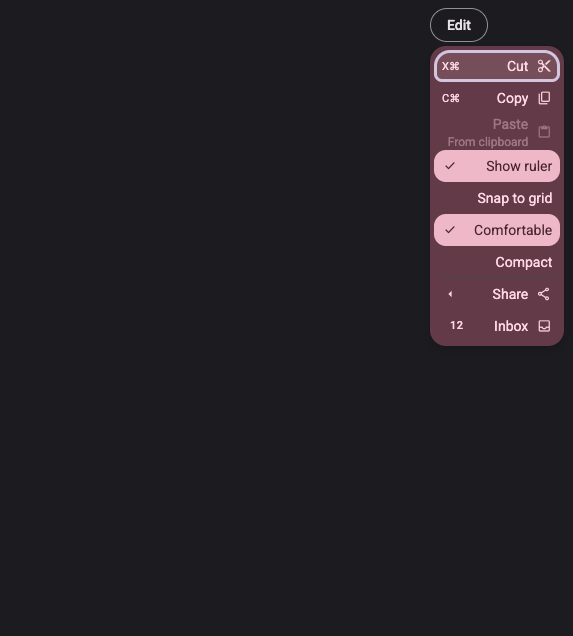 Edit
Cut X⌘
Copy C⌘
Paste
From clipboard
Show ruler
Snap to grid
Comfortable
Compact
Share
Inbox 12